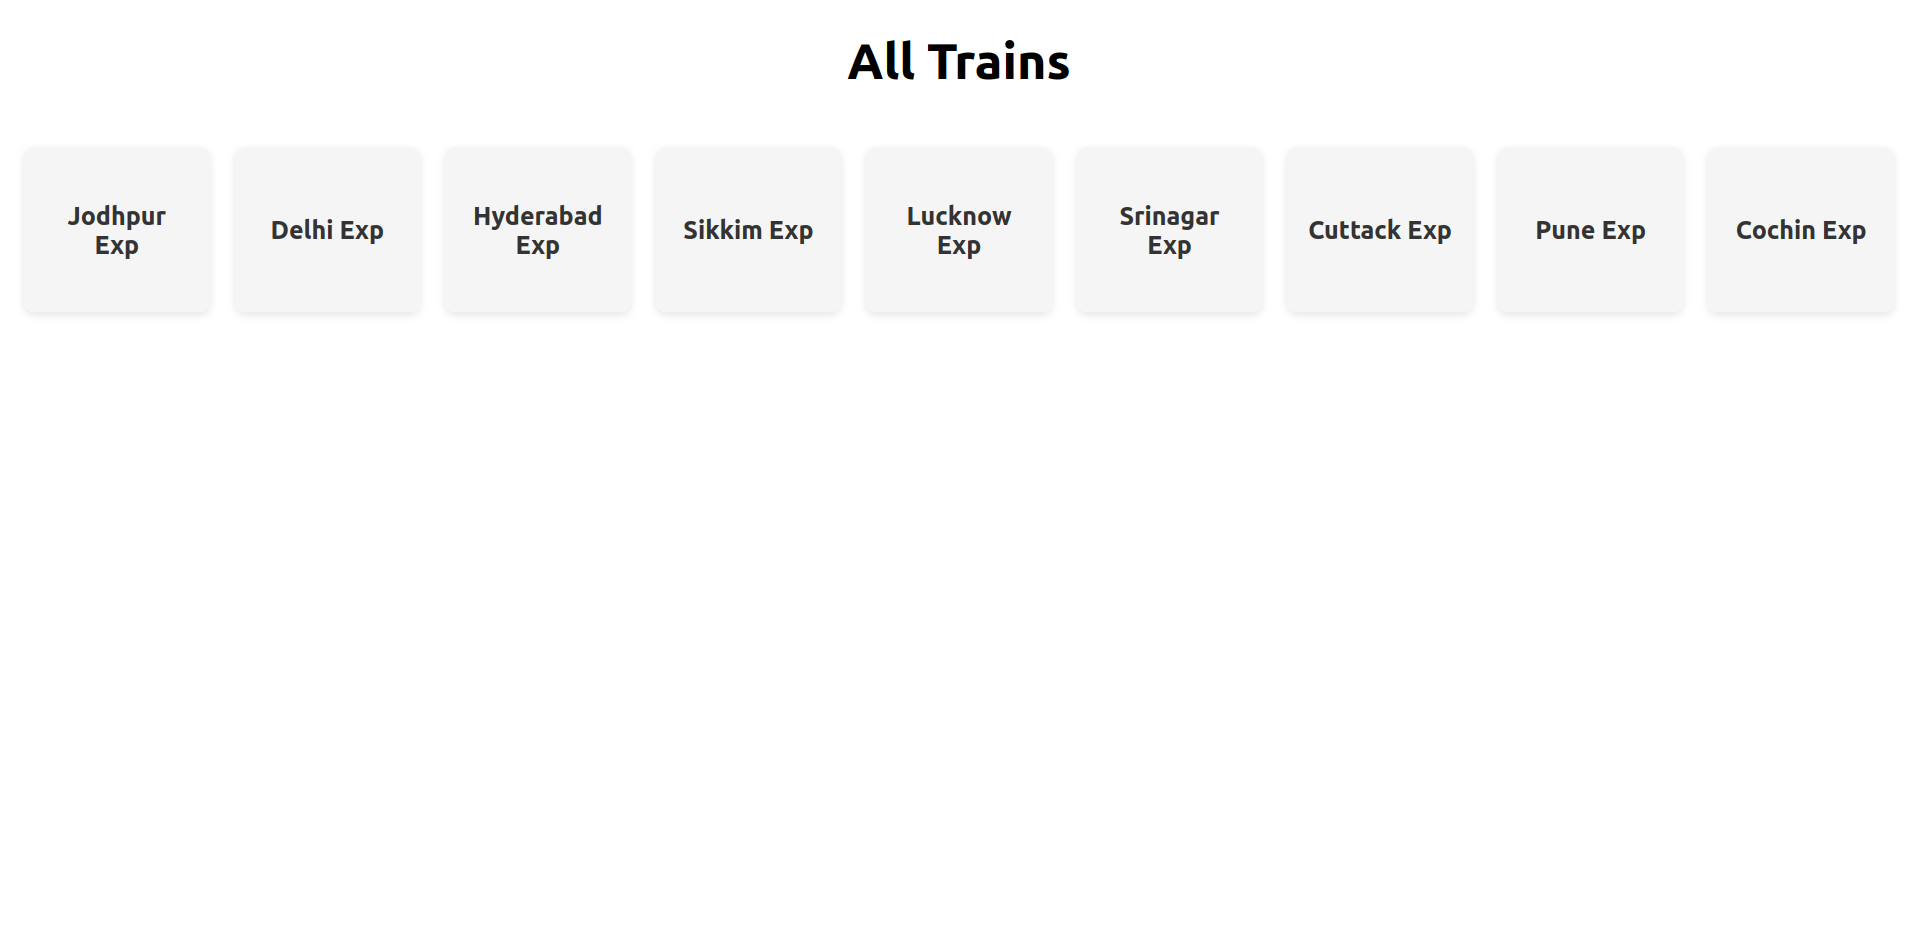 All Trains
Jodhpur
Exp
Delhi Exp
Hyderabad
Exp
Sikkim Exp
Lucknow
Exp
Srinagar
Exp
Cuttack Exp
Pune Exp
Cochin Exp